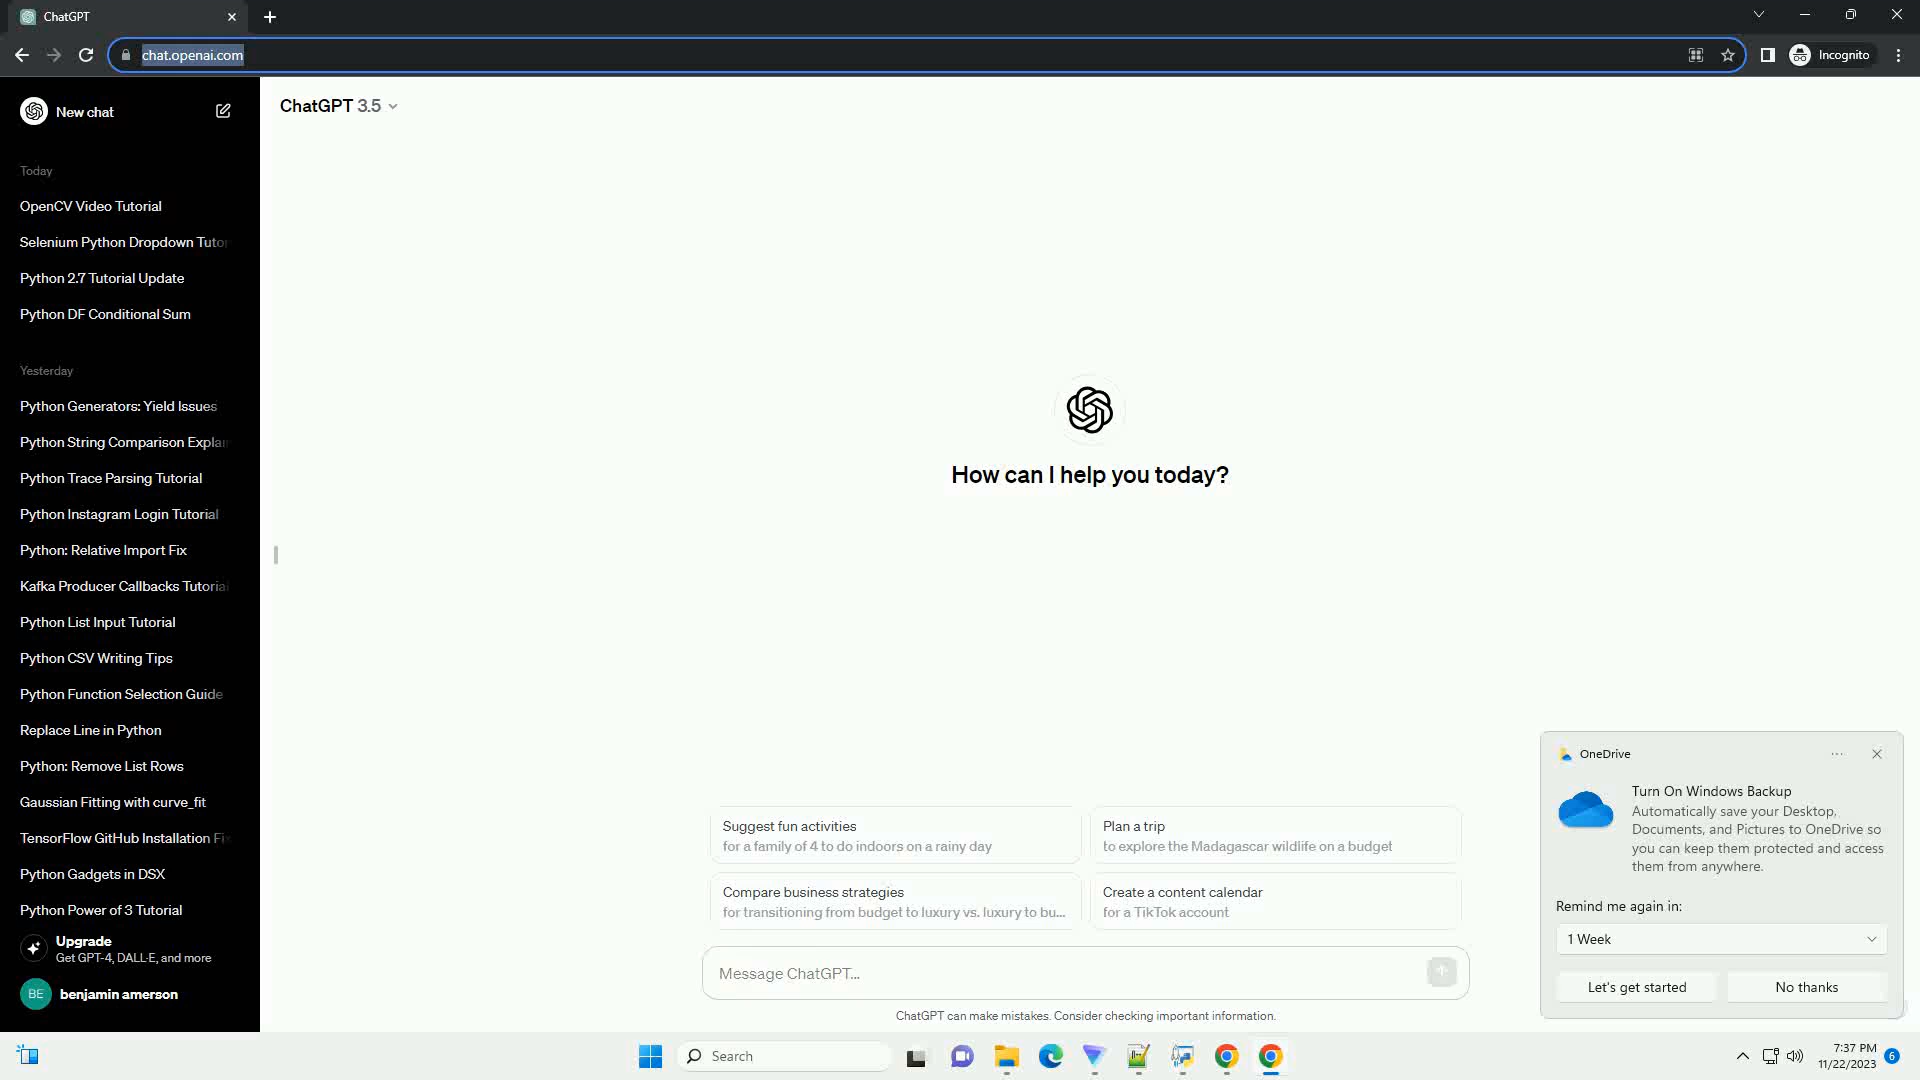 ChatGPT
chat.openai.com
Incognito
New chat
Today
OpenCV Video Tutorial
Selenium Python Dropdown Tutor
Python 2.7 Tutorial Update
Python DF Conditional Sum
Yesterday
Python Generators: Yield Issues
Python String Comparison Explan
Python Trace Parsing Tutorial
Python Instagram Login Tutorial
Python: Relative Import Fix
Kafka Producer Callbacks Tutorial
Python List Input Tutorial
Python CSV Writing Tips
Python Function Selection Guide
Replace Line in Python
Python: Remove List Rows
Gaussian Fitting with curve_fit
TensorFlow GitHub Installation Fix
Python Gadgets in DSX
Python Power of 3 Tutorial
Upgrade
Get GPT-4, DALL·E, and more
BE
benjamin amerson
ChatGPT 3.5
How can I help you today?
Suggest fun activities
for a family of 4 to do indoors on a rainy day
Plan a trip
to explore the Madagascar wildlife on a budget
Compare business strategies
for transitioning from budget to luxury vs. luxury to bu...
Create a content calendar
for a TikTok account
Message ChatGPT...
ChatGPT can make mistakes. Consider checking important information.
OneDrive
Turn On Windows Backup
Automatically save your Desktop,
Documents, and Pictures to OneDrive so
you can keep them protected and access
them from anywhere.
Remind me again in:
1 Week
Let's get started
No thanks
Search
7:37 PM
11/22/2023
6